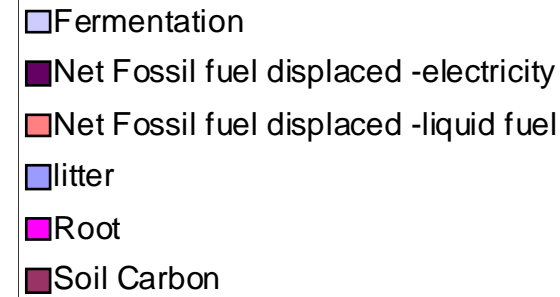 Fermentation
Net Fossil fuel displaced -electricity
Net Fossil fuel displaced -liquid fuel
litter
Root
Soil Carbon